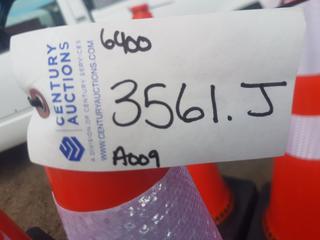 6400
3561.J
A009
CENTURY
AUCTIONS
A DIVISION OF CENTURY SERVICES
WWW.CENTURYAUCTIONS.COM